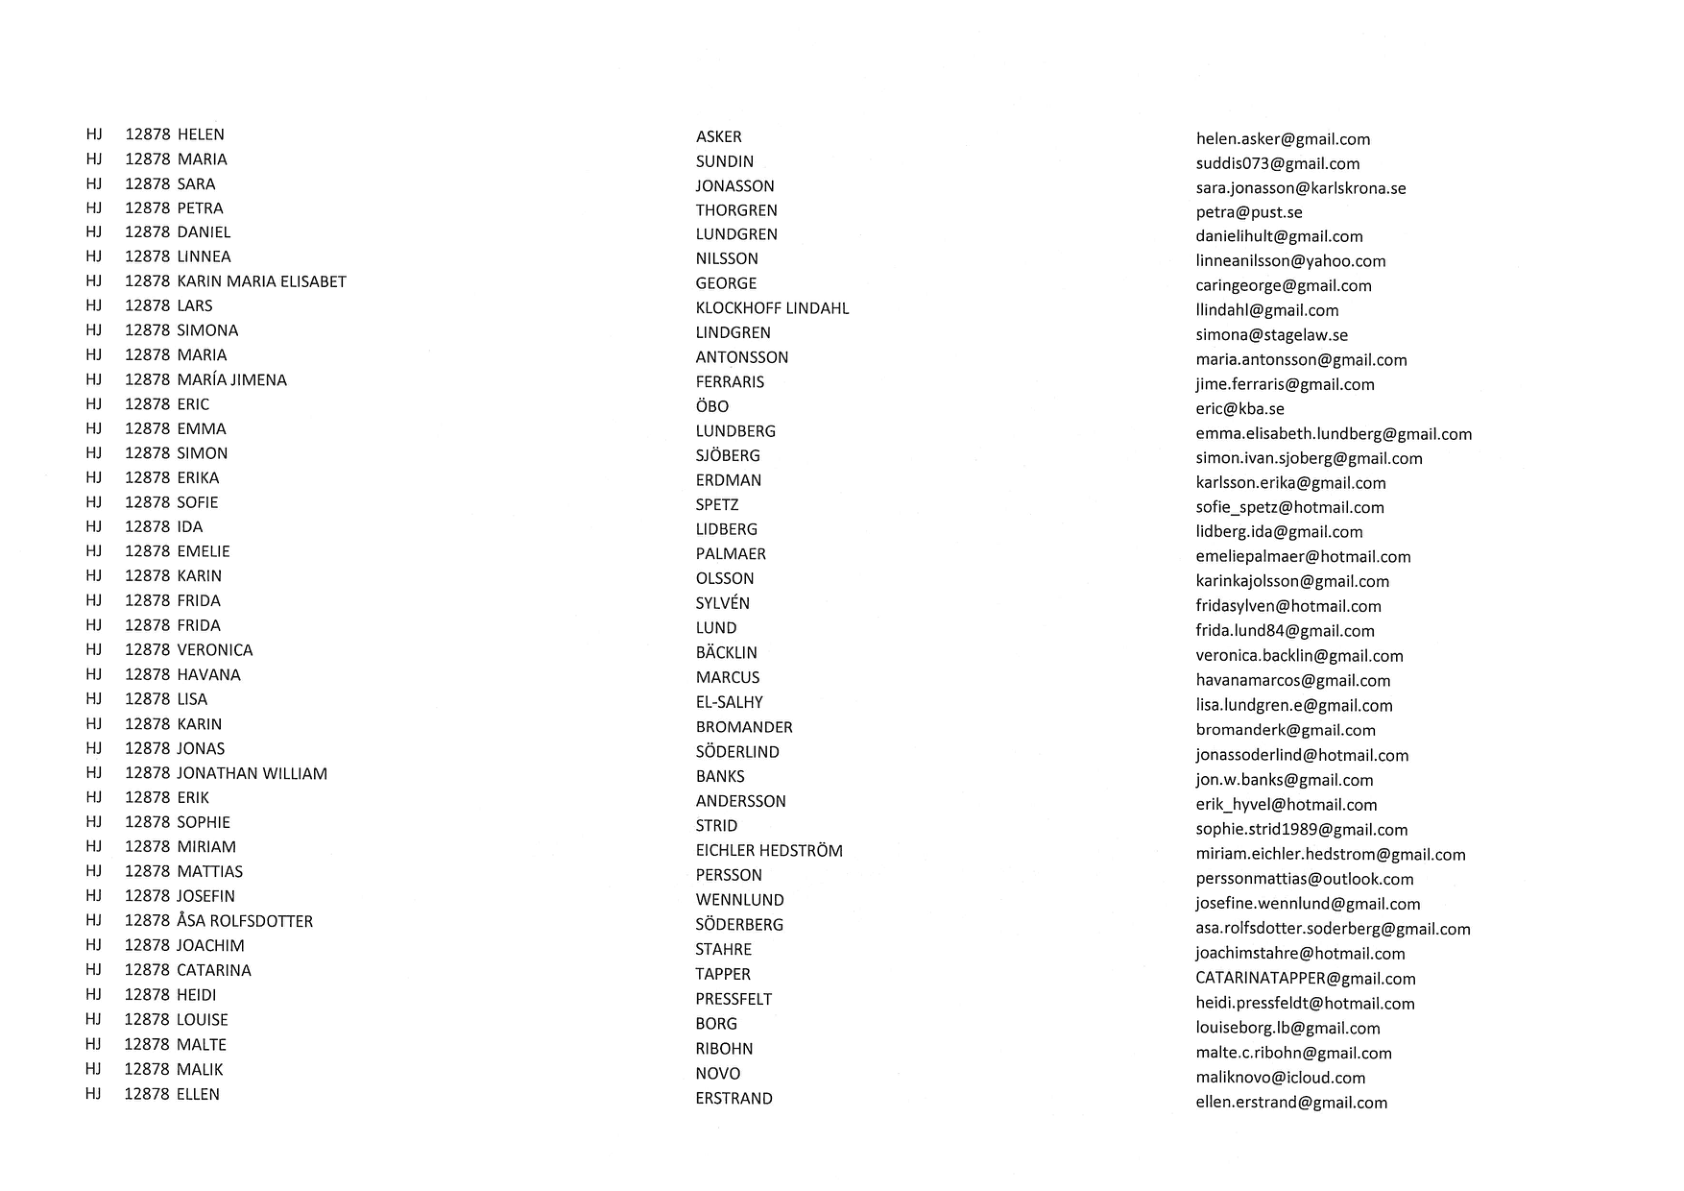 HJ 12878 HELEN ASKER helen.asker@gmail.com
HJ 12878 MARIA SUNDIN suddis073@gmail.com
HJ 12878 SARA JONASSON sara.jonasson@karlskrona.se
HJ 12878 PETRA THORGREN petra@pust.se
HJ 12878 DANIEL LUNDGREN danielihult@gmail.com
HJ 12878 LINNEA NILSSON linneanilsson@yahoo.com
HJ 12878 KARIN MARIA ELISABET GEORGE caringeorge@gmail.com
HJ 12878 LARS KLOCKHOFF LINDAHL llindahl@gmail.com
HJ 12878 SIMONA LINDGREN simona@stagelaw.se
HJ 12878 MARIA ANTONSSON maria.antonsson@gmail.com
HJ 12878 MARÍA JIMENA FERRARIS jime.ferraris@gmail.com
HJ 12878 ERIC ÖBO eric@kba.se
HJ 12878 EMMA LUNDBERG emma.elisabeth.lundberg@gmail.com
HJ 12878 SIMON SJÖBERG simon.ivan.sjoberg@gmail.com
HJ 12878 ERIKA ERDMAN karlsson.erika@gmail.com
HJ 12878 SOFIE SPETZ sofie_spetz@hotmail.com
HJ 12878 IDA LIDBERG lidberg.ida@gmail.com
HJ 12878 EMELIE PALMAER emeliepalmaer@hotmail.com
HJ 12878 KARIN OLSSON karinkajolsson@gmail.com
HJ 12878 FRIDA SYLVÉN fridasylven@hotmail.com
HJ 12878 FRIDA LUND frida.lund84@gmail.com
HJ 12878 VERONICA BÄCKLIN veronica.backlin@gmail.com
HJ 12878 HAVANA MARCUS havanamarcos@gmail.com
HJ 12878 LISA EL-SALHY lisa.lundgren.e@gmail.com
HJ 12878 KARIN BROMANDER bromanderk@gmail.com
HJ 12878 JONAS SÖDERLIND jonassoderlind@hotmail.com
HJ 12878 JONATHAN WILLIAM BANKS jon.w.banks@gmail.com
HJ 12878 ERIK ANDERSSON erik_hyvel@hotmail.com
HJ 12878 SOPHIE STRID sophie.strid1989@gmail.com
HJ 12878 MIRIAM EICHLER HEDSTRÖM miriam.eichler.hedstrom@gmail.com
HJ 12878 MATTIAS PERSSON perssonmattias@outlook.com
HJ 12878 JOSEFIN WENNLUND josefine.wennlund@gmail.com
HJ 12878 ÅSA ROLFSDOTTER SÖDERBERG asa.rolfsdotter.soderberg@gmail.com
HJ 12878 JOACHIM STAHRE joachimstahre@hotmail.com
HJ 12878 CATARINA TAPPER CATARINATAPPER@gmail.com
HJ 12878 HEIDI PRESSFELT heidi.pressfeldt@hotmail.com
HJ 12878 LOUISE BORG louiseborg.lb@gmail.com
HJ 12878 MALTE RIBOHN malte.c.ribohn@gmail.com
HJ 12878 MALIK NOVO maliknovo@icloud.com
HJ 12878 ELLEN ERSTRAND ellen.erstrand@gmail.com